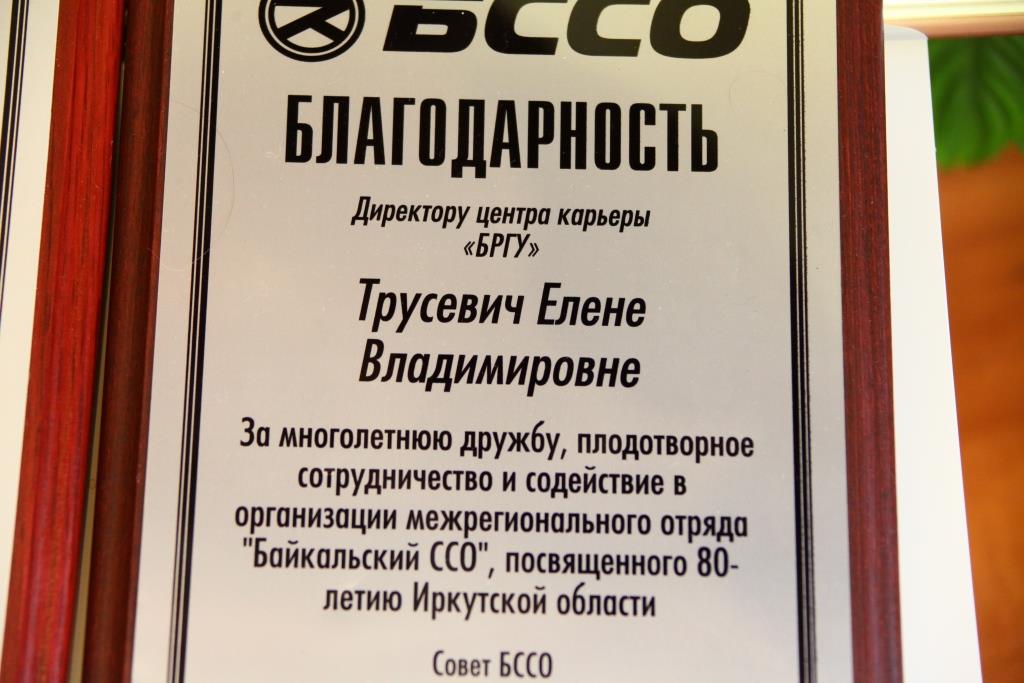 БССО
БЛАГОДАРНОСТЬ
Директору центра карьеры
«БРГУ»
Трусевич Елене
Владимировне
За многолетнюю дружбу, плодотворное
сотрудничество и содействие в
организации межрегионального отряда
"Байкальский ССО", посвященного 80-
летию Иркутской области
Совет БССО